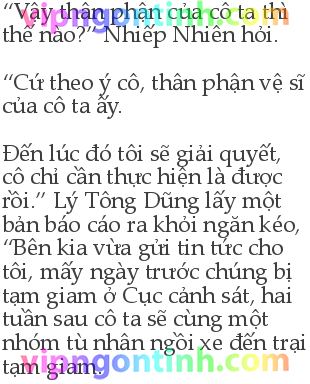 “Vậy thân phận của cô ta thì
thế nào?” Nhiếp Nhiên hỏi.
“Cứ theo ý cô, thân phận vệ sĩ
của cô ta ấy.
Đến lúc đó tôi sẽ giải quyết,
cô chỉ cần thực hiện là được
rồi.” Lý Tông Dũng lấy một
bản báo cáo ra khỏi ngăn kéo,
“Bên kia vừa gửi tin tức cho
tôi, mấy ngày trước chúng bị
tạm giam ở Cục cảnh sát, hai
tuần sau cô ta sẽ cùng một
nhóm tù nhân ngồi xe đến trại
tạm giam.
vipngontinh.com
vipngontinh.com